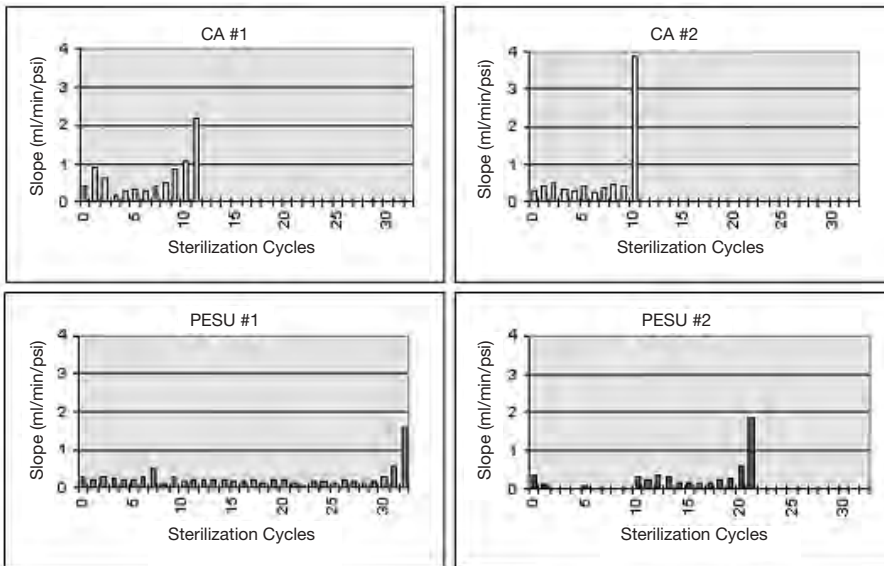 CA #1
4
3
2
1
0
Slope (ml/min/psi)
0 5 10 15 20 25 30
Sterilization Cycles
CA #2
4
3
2
1
0
Slope (ml/min/psi)
0 5 10 15 20 25 30
Sterilization Cycles
PESU #1
4
3
2
1
0
Slope (ml/min/psi)
0 5 10 15 20 25 30
Sterilization Cycles
PESU #2
4
3
2
1
0
Slope (ml/min/psi)
0 5 10 15 20 25 30
Sterilization Cycles